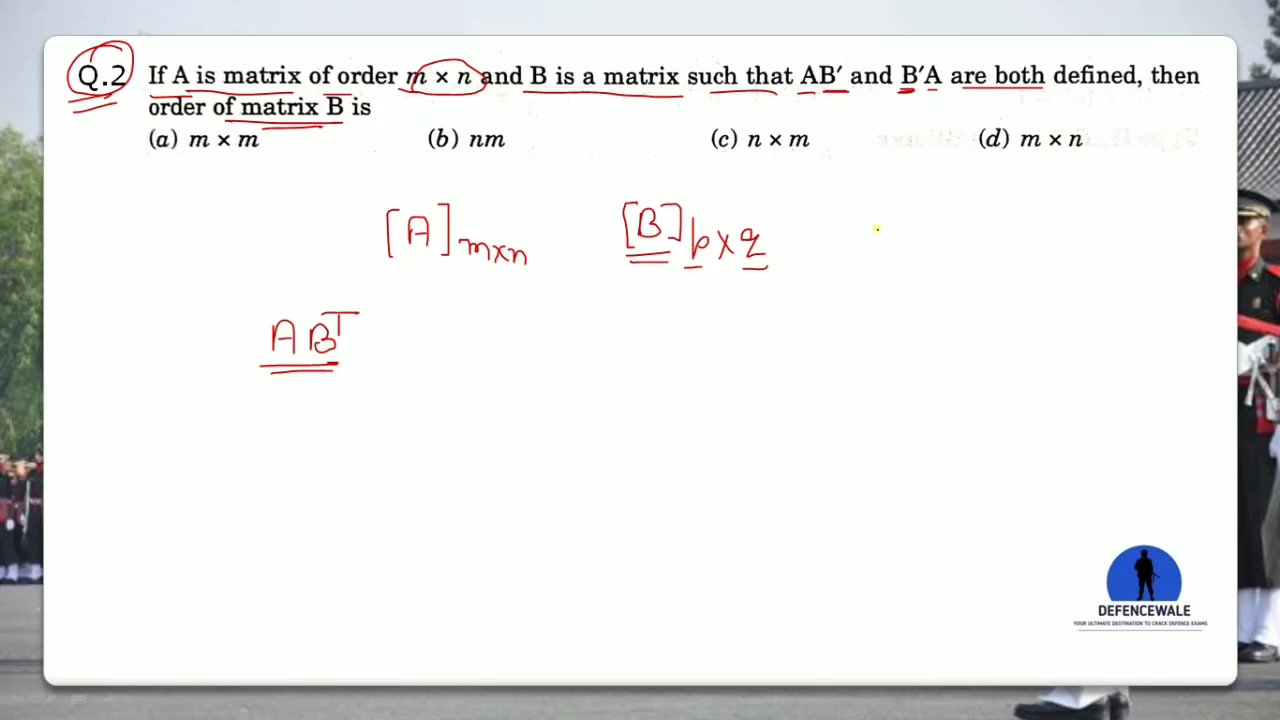 Q.2 If A is matrix of order m × n and B is a matrix such that AB′ and B′A are both defined, then
order of matrix B is
(a) m × m (b) nm (c) n × m (d) m × n
[A]m×n [B]p×q
AB^T
DEFENCEWALE
YOUR ULTIMATE DESTINATION TO CRACK DEFENCE EXAMS